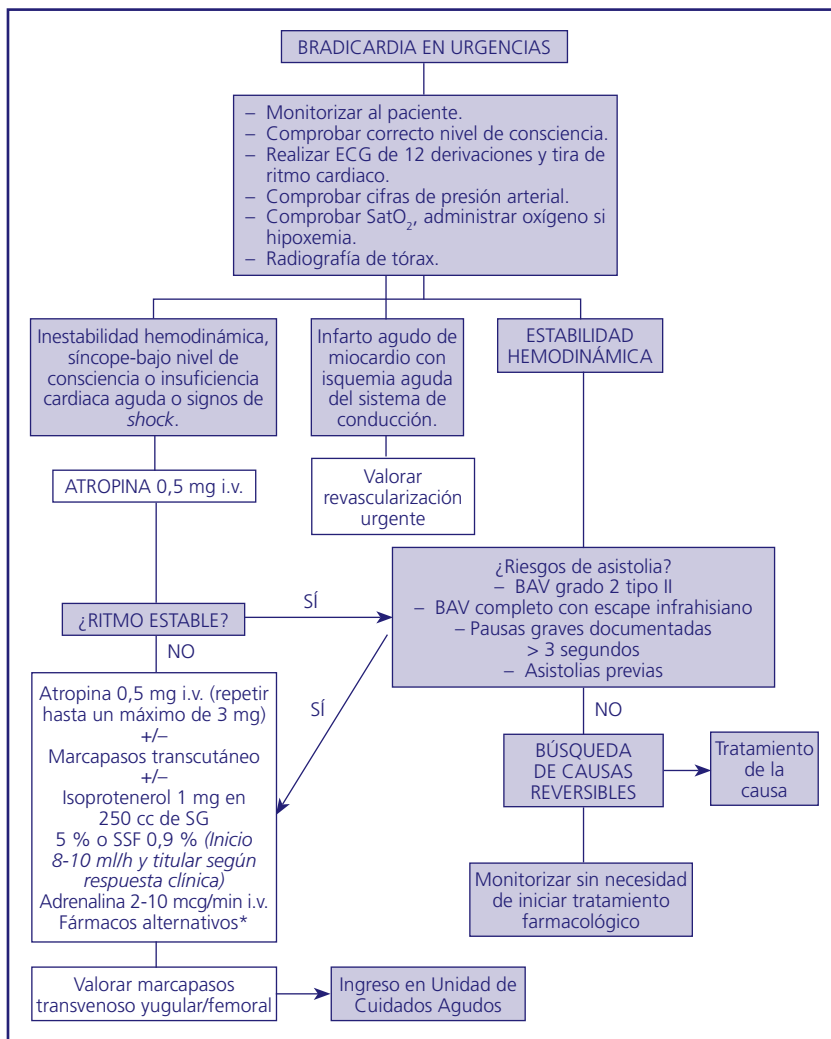 BRADICARDIA EN URGENCIAS
– Monitorizar al paciente.
– Comprobar correcto nivel de consciencia.
– Realizar ECG de 12 derivaciones y tira de
ritmo cardiaco.
– Comprobar cifras de presión arterial.
– Comprobar SatO₂, administrar oxígeno si
hipoxemia.
– Radiografía de tórax.
Inestabilidad hemodinámica,
síncope-bajo nivel de
consciencia o insuficiencia
cardiaca aguda o signos de
shock.
Infarto agudo de
miocardio con
isquemia aguda
del sistema de
conducción.
ESTABILIDAD
HEMODINÁMICA
ATROPINA 0,5 mg i.v.
Valorar
revascularización
urgente
¿RITMO ESTABLE?
SÍ
NO
¿Riesgos de asistolia?
– BAV grado 2 tipo II
– BAV completo con escape infrahisiano
– Pausas graves documentadas
> 3 segundos
– Asistolias previas
SÍ
NO
Atropina 0,5 mg i.v. (repetir
hasta un máximo de 3 mg)
+/–
Marcapasos transcutáneo
+/–
Isoprotenerol 1 mg en
250 cc de SG
5 % o SSF 0,9 % (Inicio
8-10 ml/h y titular según
respuesta clínica)
Adrenalina 2-10 mcg/min i.v.
Fármacos alternativos*
BÚSQUEDA
DE CAUSAS
REVERSIBLES
Tratamiento
de la
causa
Monitorizar sin necesidad
de iniciar tratamiento
farmacológico
Valorar marcapasos
transvenoso yugular/femoral
Ingreso en Unidad de
Cuidados Agudos